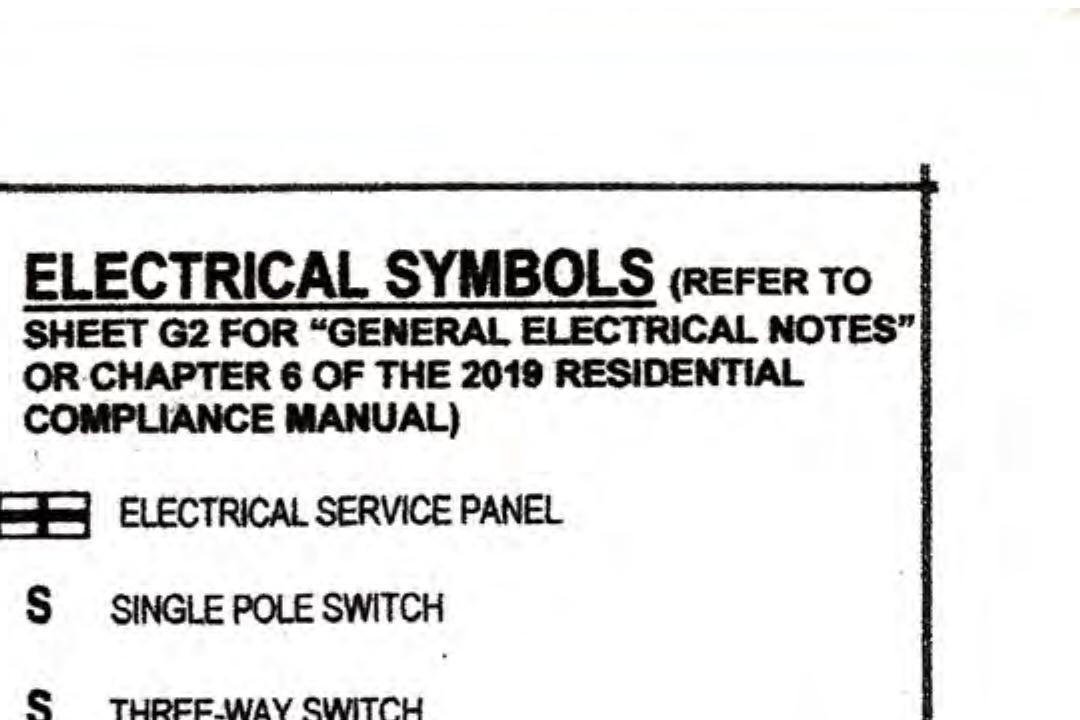 ELECTRICAL SYMBOLS (REFER TO
SHEET G2 FOR “GENERAL ELECTRICAL NOTES”
OR CHAPTER 6 OF THE 2019 RESIDENTIAL
COMPLIANCE MANUAL)
ELECTRICAL SERVICE PANEL
S SINGLE POLE SWITCH
S THREE-WAY SWITCH